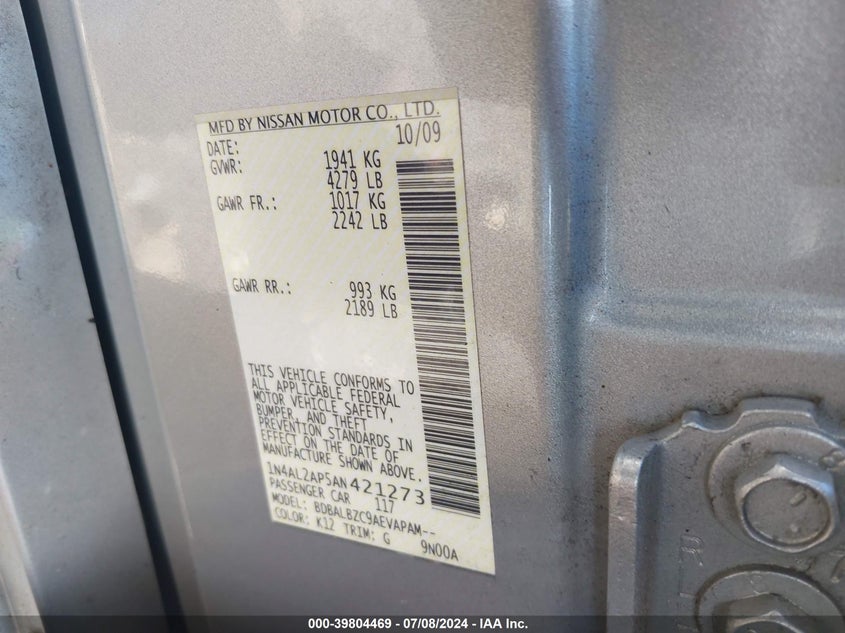 MFD BY NISSAN MOTOR CO., LTD.
DATE: 10/09
GVWR: 1941 KG
4279 LB
GAWR FR.: 1017 KG
2242 LB
GAWR RR.: 993 KG
2189 LB
THIS VEHICLE CONFORMS TO
ALL APPLICABLE FEDERAL
MOTOR VEHICLE SAFETY,
BUMPER, AND THEFT
PREVENTION STANDARDS IN
EFFECT ON THE DATE OF
MANUFACTURE SHOWN ABOVE.
1N4AL2AP5AN421273
PASSENGER CAR 117
MODEL: BDBALBZC9AEVAPAM--
COLOR: K12 TRIM: G 9N00A
000-39804469 - 07/08/2024 - IAA Inc.